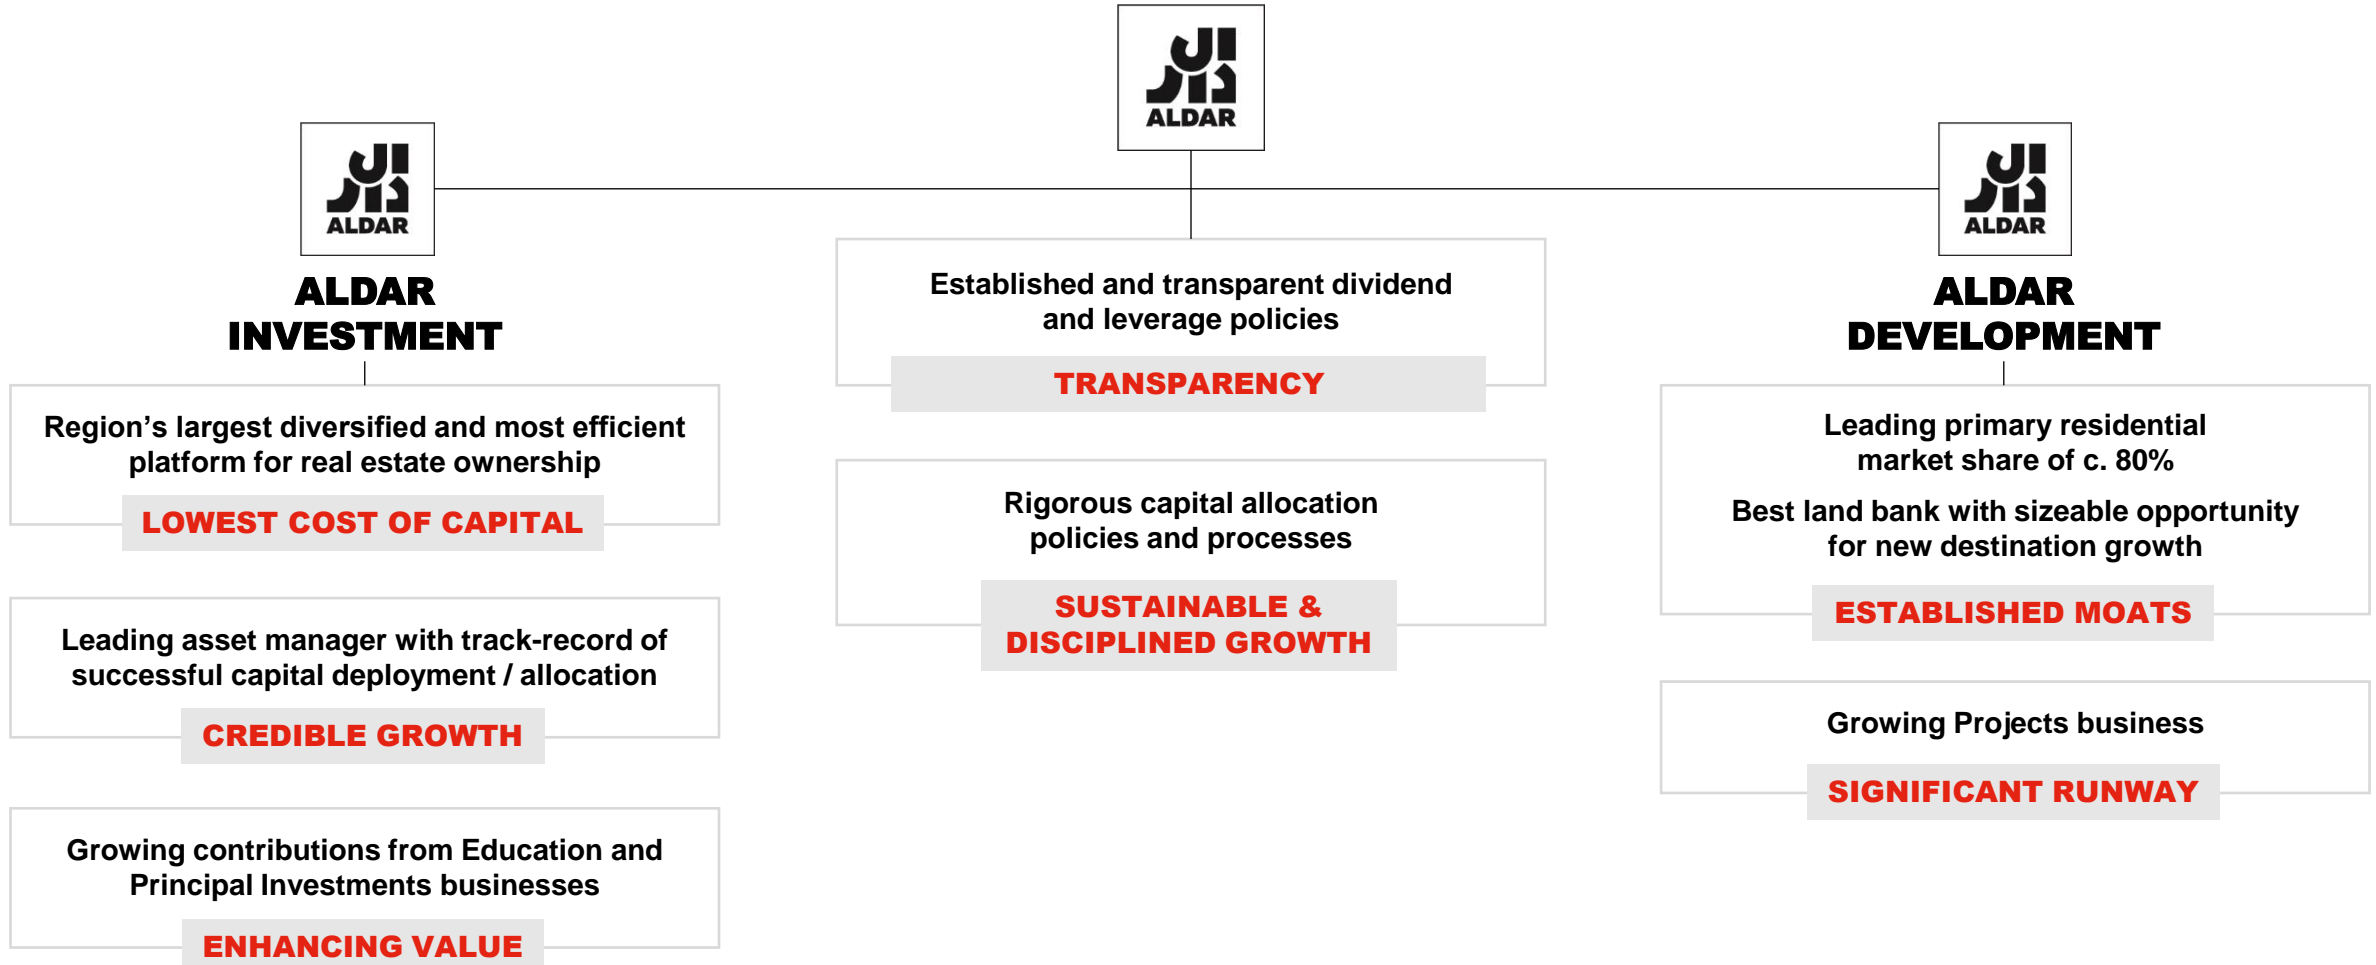 الدار
ALDAR
الدار
ALDAR
ALDAR
INVESTMENT
Region’s largest diversified and most efficient
platform for real estate ownership
LOWEST COST OF CAPITAL
Leading asset manager with track-record of
successful capital deployment / allocation
CREDIBLE GROWTH
Growing contributions from Education and
Principal Investments businesses
ENHANCING VALUE
Established and transparent dividend
and leverage policies
TRANSPARENCY
Rigorous capital allocation
policies and processes
SUSTAINABLE &
DISCIPLINED GROWTH
الدار
ALDAR
ALDAR
DEVELOPMENT
Leading primary residential
market share of c. 80%
Best land bank with sizeable opportunity
for new destination growth
ESTABLISHED MOATS
Growing Projects business
SIGNIFICANT RUNWAY